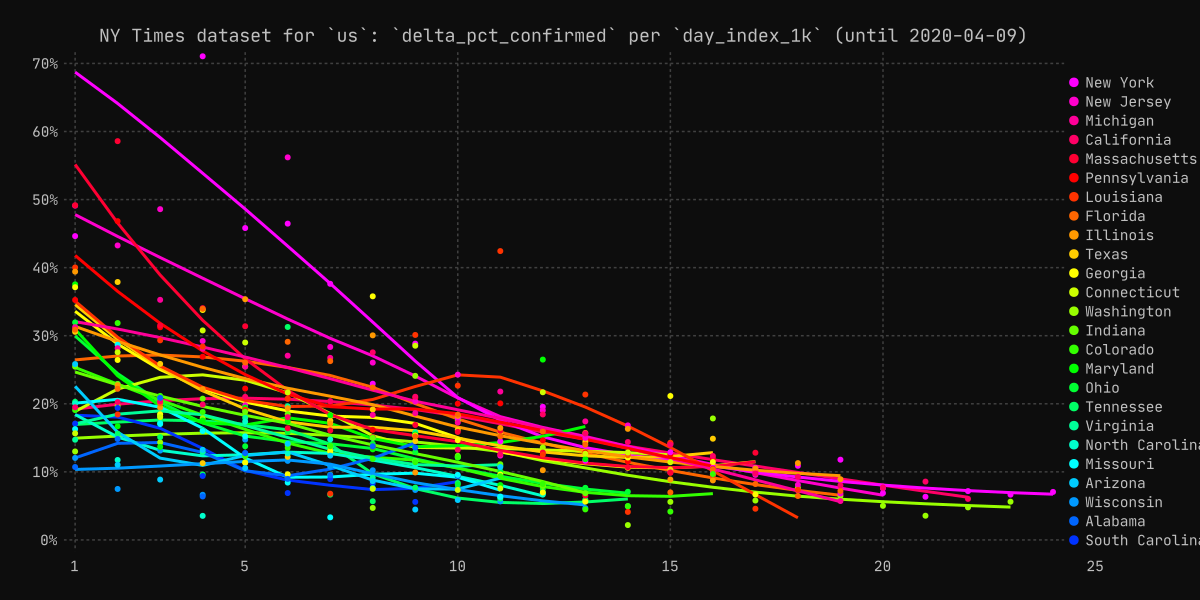 NY Times dataset for `us`: `delta_pct_confirmed` per `day_index_1k` (until 2020-04-09)
70%
60%
50%
40%
30%
20%
10%
0%
1
5
10
15
20
25
New York
New Jersey
Michigan
California
Massachusetts
Pennsylvania
Louisiana
Florida
Illinois
Texas
Georgia
Connecticut
Washington
Indiana
Colorado
Maryland
Ohio
Tennessee
Virginia
North Carolina
Missouri
Arizona
Wisconsin
Alabama
South Carolina